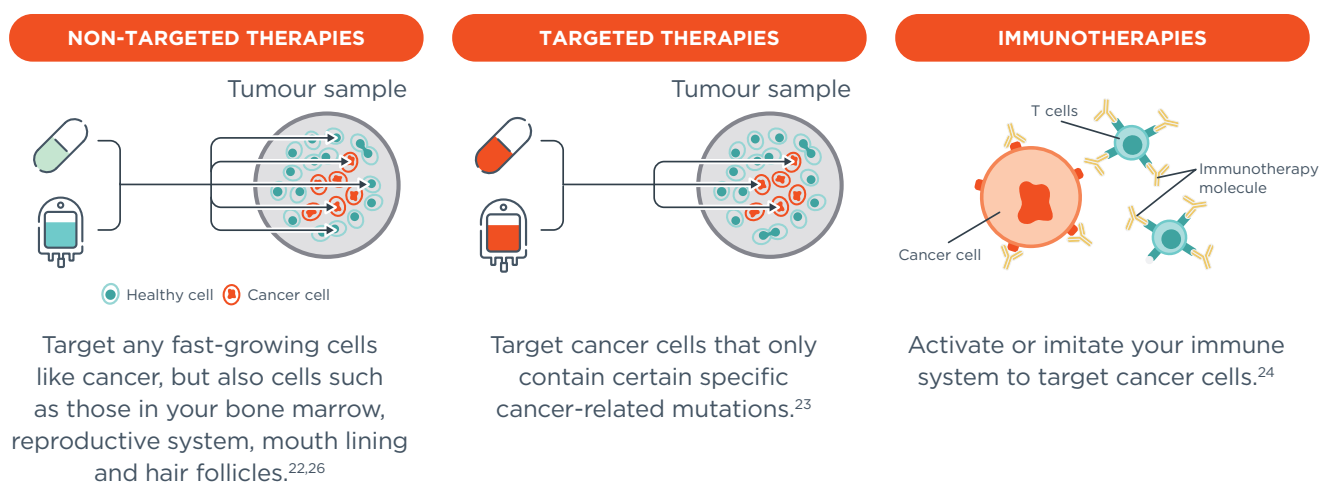 NON-TARGETED THERAPIES
Tumour sample
Healthy cell
Cancer cell
Target any fast-growing cells
like cancer, but also cells such
as those in your bone marrow,
reproductive system, mouth lining
and hair follicles.22,26
TARGETED THERAPIES
Tumour sample
Target cancer cells that only
contain certain specific
cancer-related mutations.23
IMMUNOTHERAPIES
T cells
Immunotherapy
molecule
Cancer cell
Activate or imitate your immune
system to target cancer cells.24